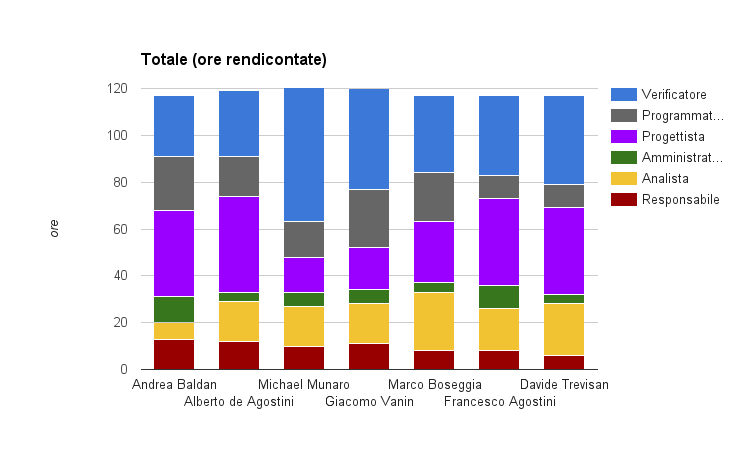 Totale (ore rendicontate)
120
100
80
60
40
20
0
ore
Verificatore
Programmat...
Progettista
Amministrat...
Analista
Responsabile
Andrea Baldan
Michael Munaro
Marco Boseggia
Davide Trevisan
Alberto de Agostini
Giacomo Vanin
Francesco Agostini